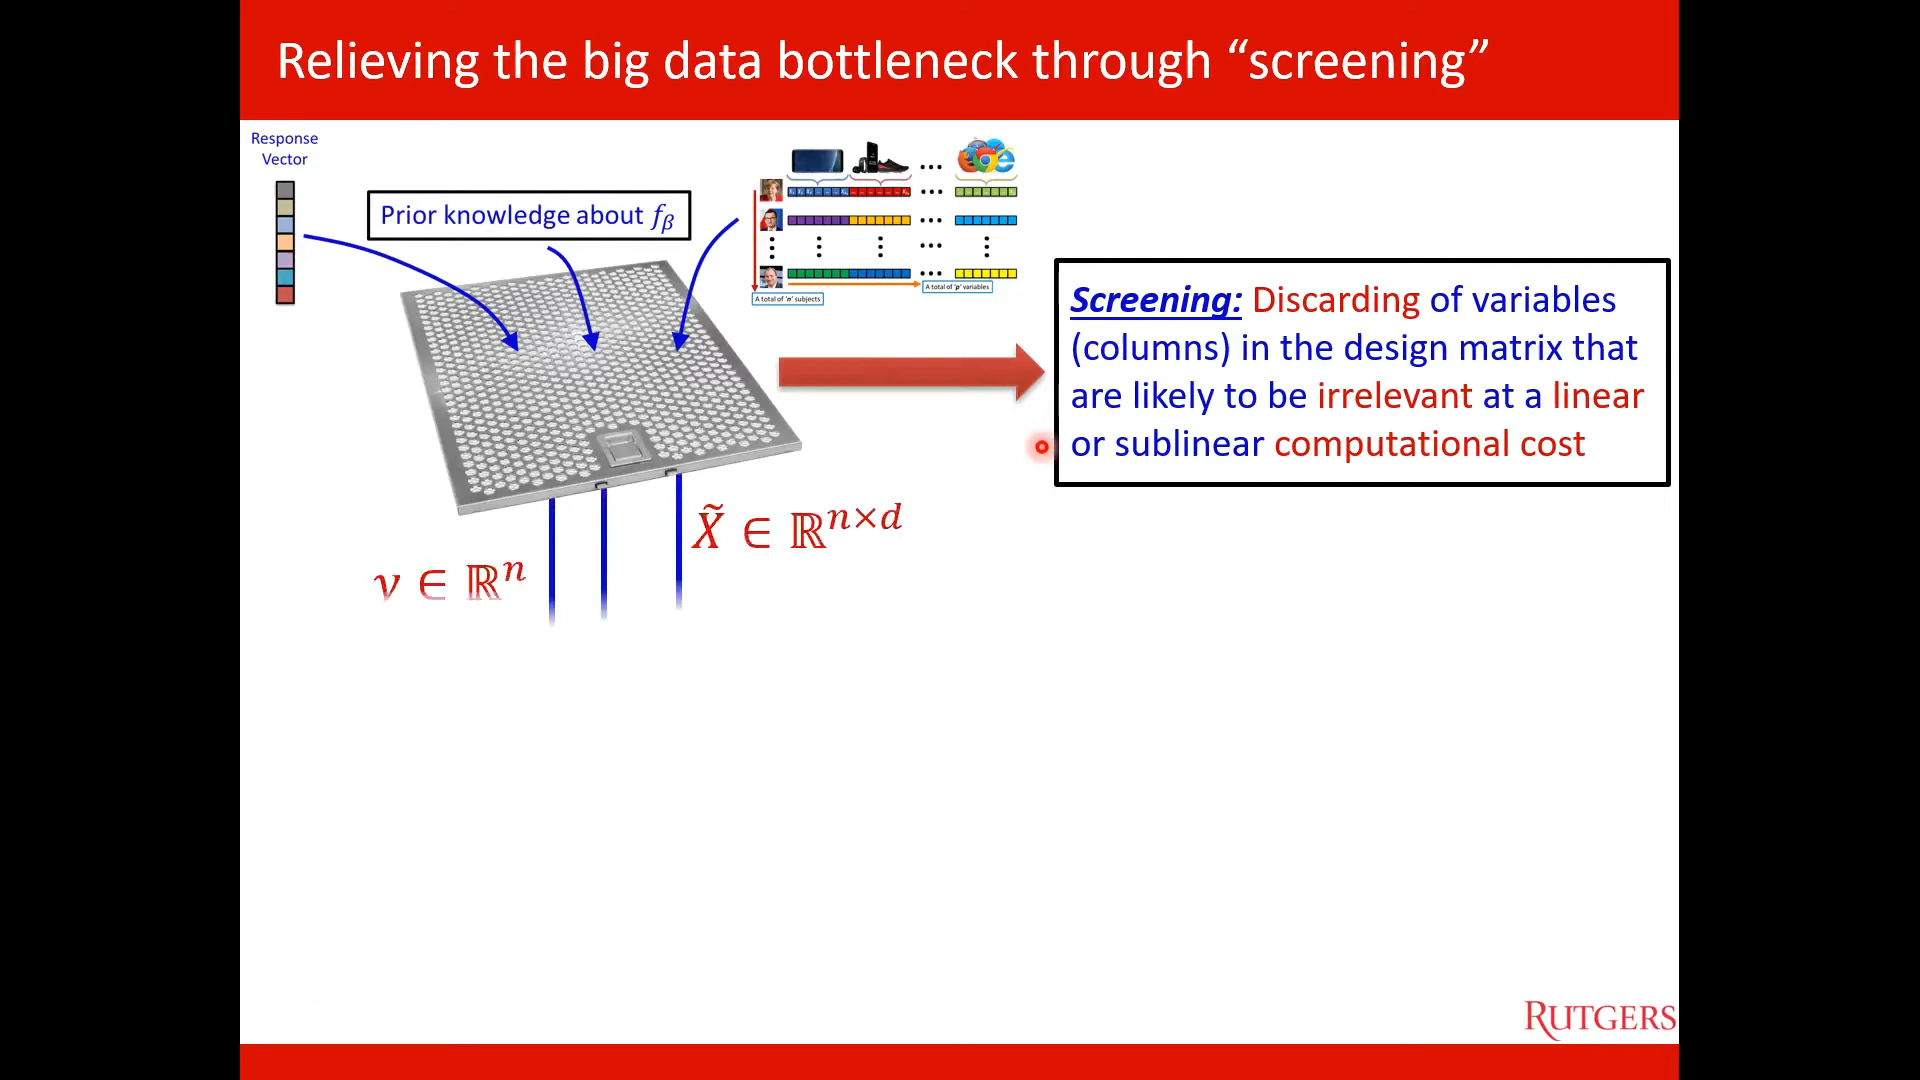 Relieving the big data bottleneck through “screening”
Response
Vector
Prior knowledge about f_β
A total of 'n' subjects
A total of 'p' variables
Screening: Discarding of variables
(columns) in the design matrix that
are likely to be irrelevant at a linear
or sublinear computational cost
X̃ ∈ ℝ^{n×d}
y ∈ ℝ^n
RUTGERS